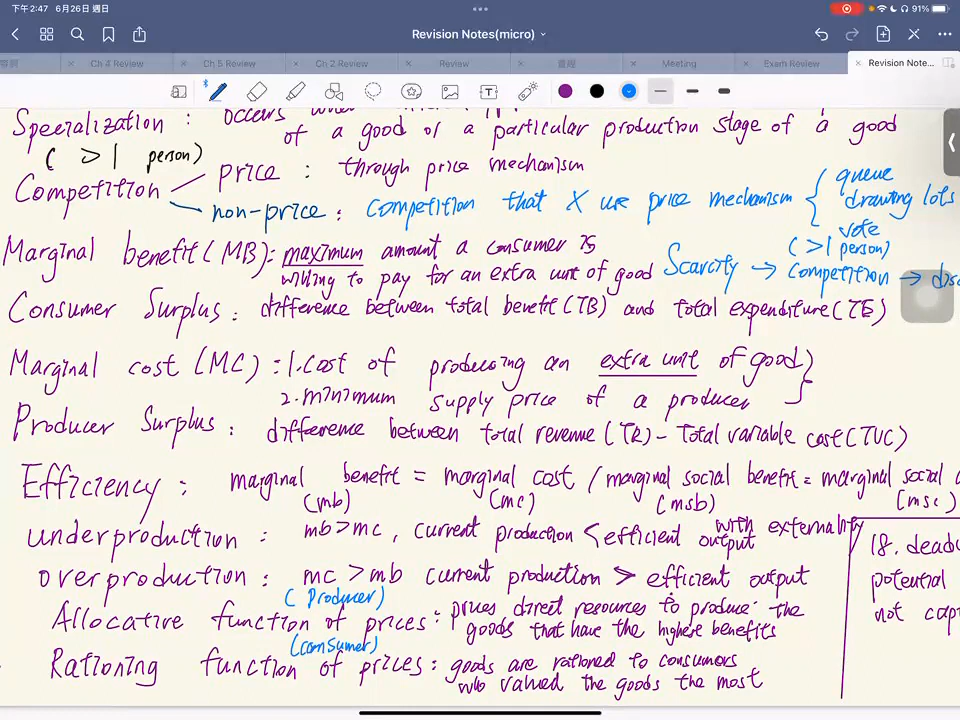 下午2:47 6月26日 週日
91%
Revision Notes(micro)
Ch 4 Review
Ch 5 Review
Ch 2 Review
Review
Meeting
Exam Review
Revision Note...
Specialization : occurs
of a good or a particular production stage of a good
( >1 person)
Competition
price : through price mechanism
non-price : competition that X use price mechanism { queue
drawing lots
vote
Marginal benefit (MB) : maximum amount a consumer is
willing to pay for an extra unit of good
(>1 person)
Scarcity → competition → disc
Consumer Surplus : difference between total benefit (TB) and total expenditure (TE)
Marginal cost (MC) : 1. cost of producing an extra unit of good
2. minimum supply price of a producer }
Producer Surplus : difference between total revenue (TR) - Total variable cost (TVC)
Efficiency : marginal benefit = marginal cost / marginal social benefit = marginal social c
(mb) (mc) (msb) (msc)
with externality
underproduction : mb > mc , current production < efficient output
overproduction : mc > mb current production > efficient output
(Producer)
Allocative function of prices : prices direct resources to produce the
goods that have the highest benefits
(consumer)
Rationing function of prices : goods are rationed to consumers
who valued the goods the most
18. deadw
potential
not cap